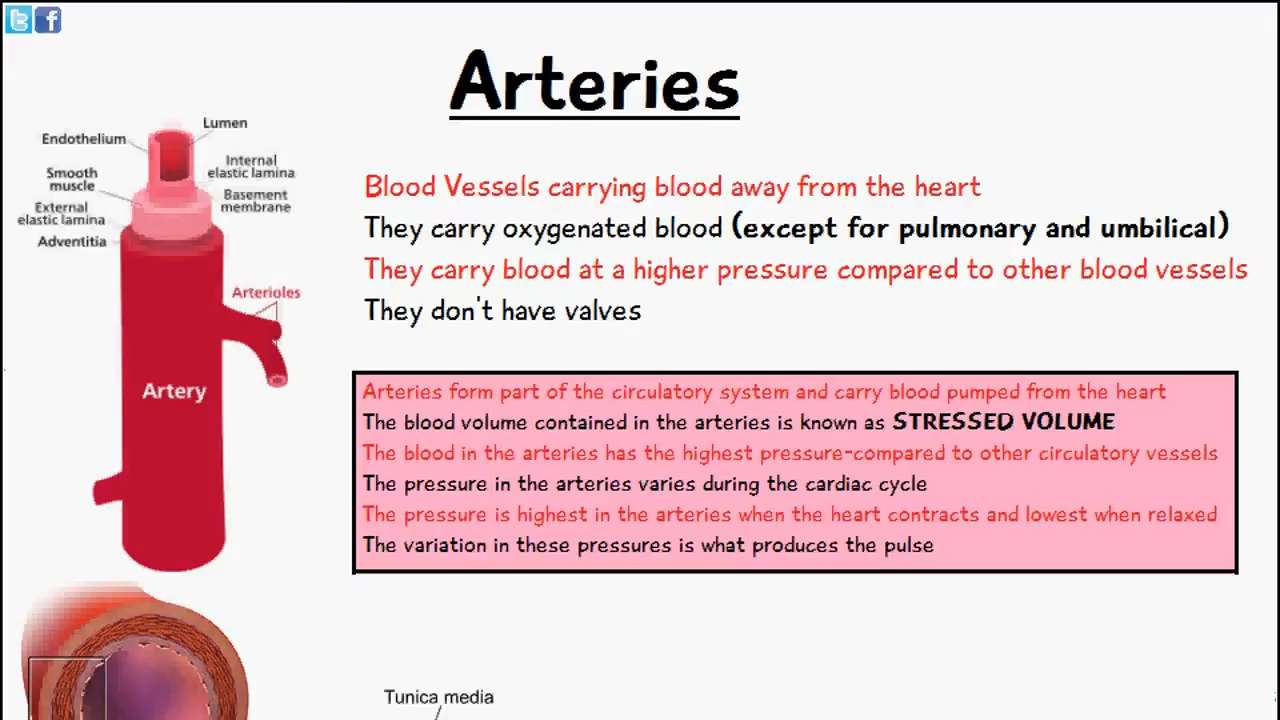 Arteries
Lumen
Endothelium
Internal
elastic lamina
Smooth
muscle
Basement
membrane
External
elastic lamina
Adventitia
Arterioles
Artery
Blood Vessels carrying blood away from the heart
They carry oxygenated blood (except for pulmonary and umbilical)
They carry blood at a higher pressure compared to other blood vessels
They don't have valves
Arteries form part of the circulatory system and carry blood pumped from the heart
The blood volume contained in the arteries is known as STRESSED VOLUME
The blood in the arteries has the highest pressure-compared to other circulatory vessels
The pressure in the arteries varies during the cardiac cycle
The pressure is highest in the arteries when the heart contracts and lowest when relaxed
The variation in these pressures is what produces the pulse
Tunica media